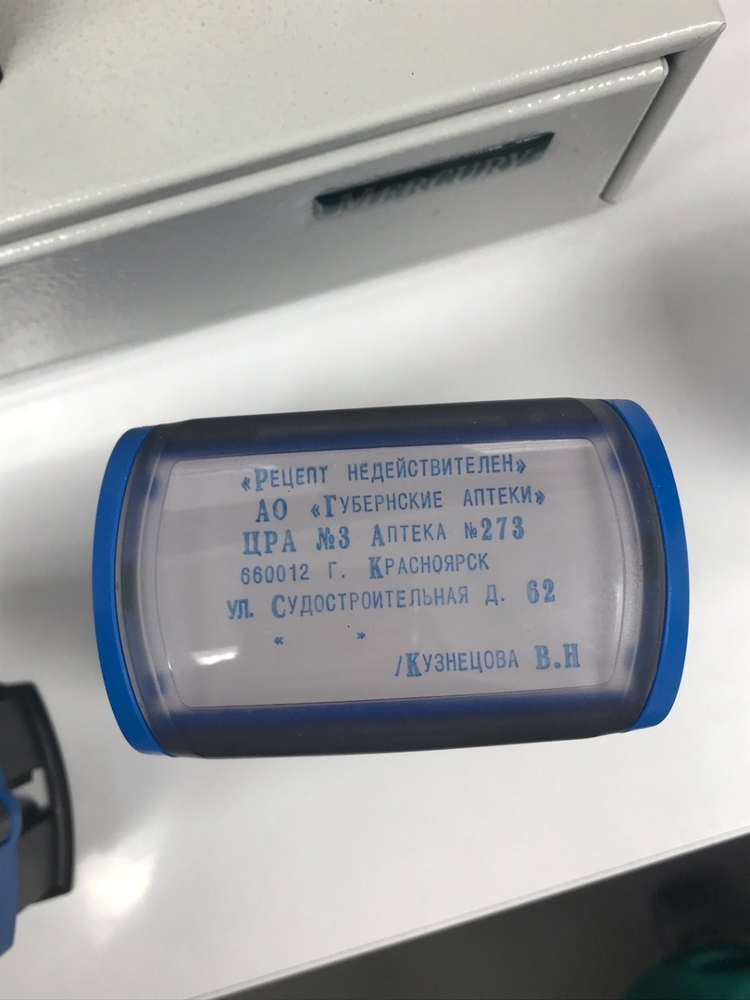 MERCURY
«Рецепт недействителен»
АО «Губернские аптеки»
ЦРА №3 Аптека №273
660012 г. Красноярск
ул. Судостроительная д. 62
« »
/Кузнецова В.Н